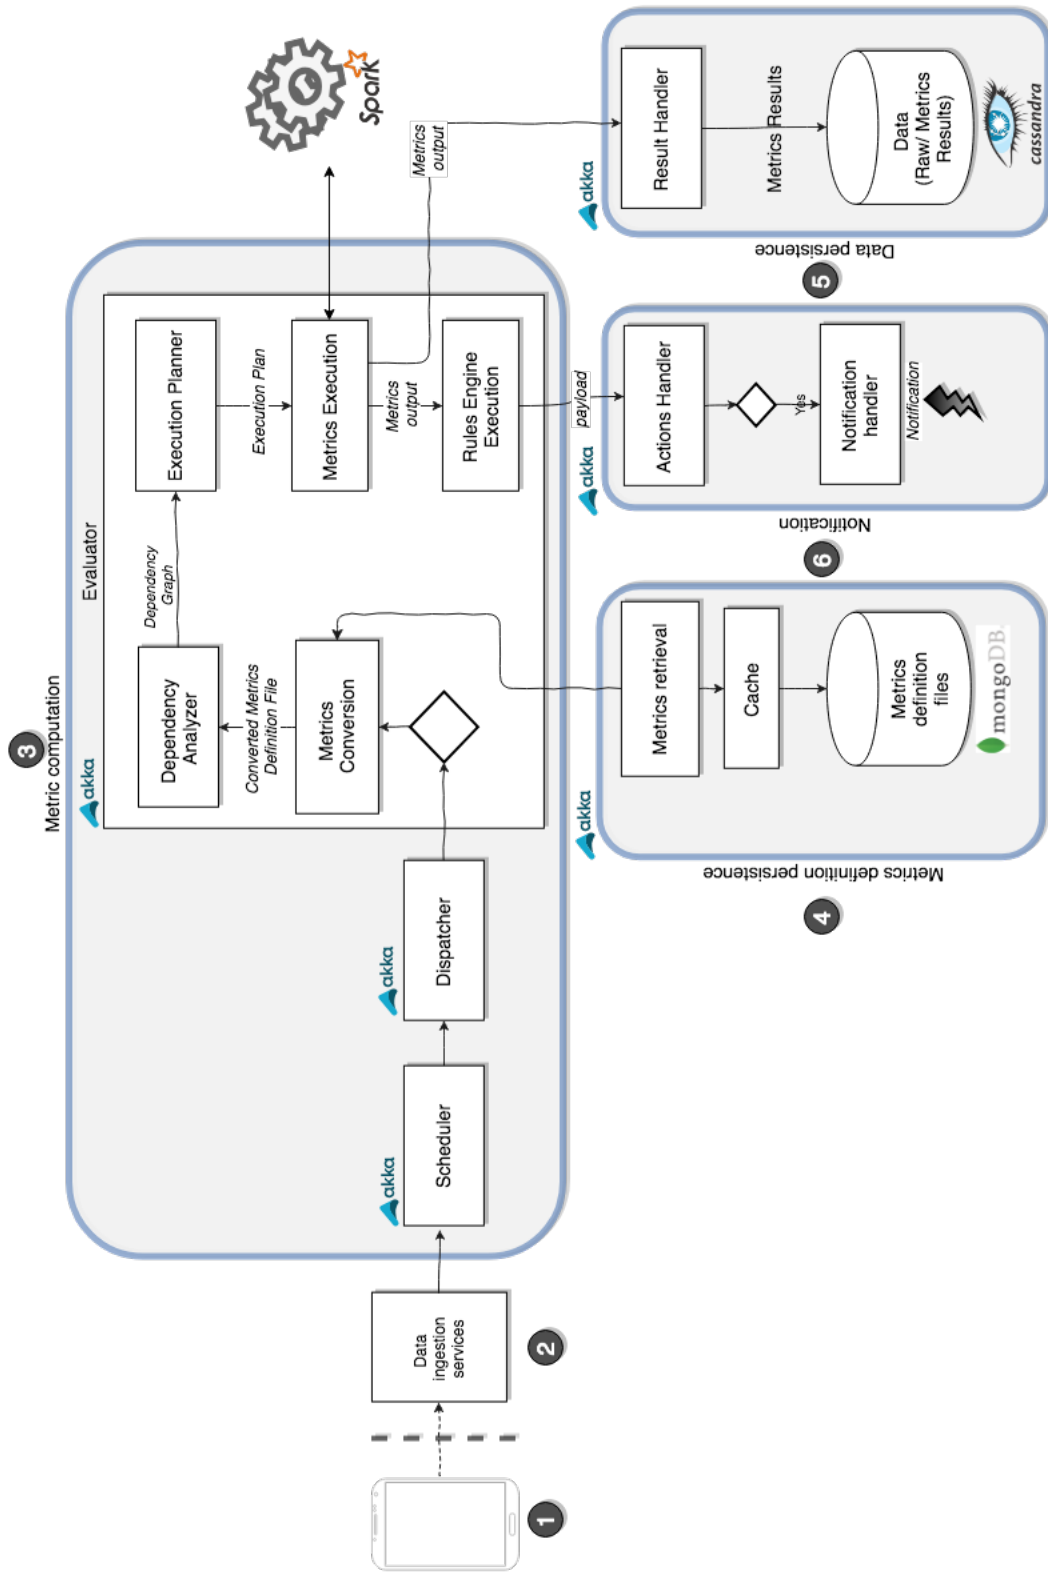 1
2
Data
ingestion
services
3
Metric computation
akka
Scheduler
akka
Dispatcher
akka
Evaluator
Metrics
Conversion
Converted Metrics
Definition File
Dependency
Analyzer
Dependency
Graph
Execution Planner
Execution Plan
Metrics Execution
Metrics
output
Rules Engine
Execution
Spark
Metrics
output
payload
4
Metrics definition persistence
akka
Metrics retrieval
Cache
Metrics
definition
files
mongoDB
6
Notification
akka
Actions Handler
Yes
Notification
handler
Notification
5
Data persistence
akka
Result Handler
Metrics Results
Data
(Raw/ Metrics
Results)
cassandra